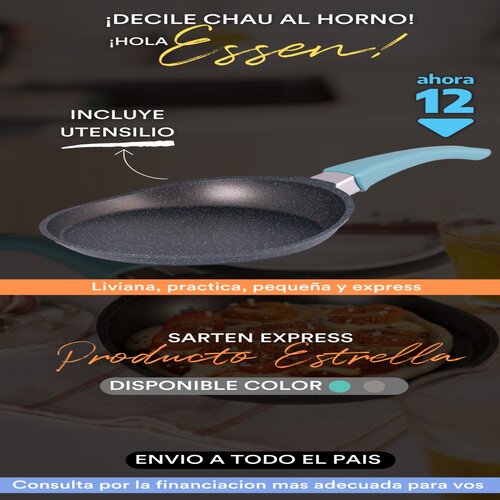 ¡DECILE CHAU AL HORNO!
¡HOLA Essen!
ahora
12
INCLUYE
UTENSILIO
Liviana, practica, pequeña y express
SARTEN EXPRESS
Producto Estrella
DISPONIBLE COLOR
ENVIO A TODO EL PAIS
Consulta por la financiacion mas adecuada para vos